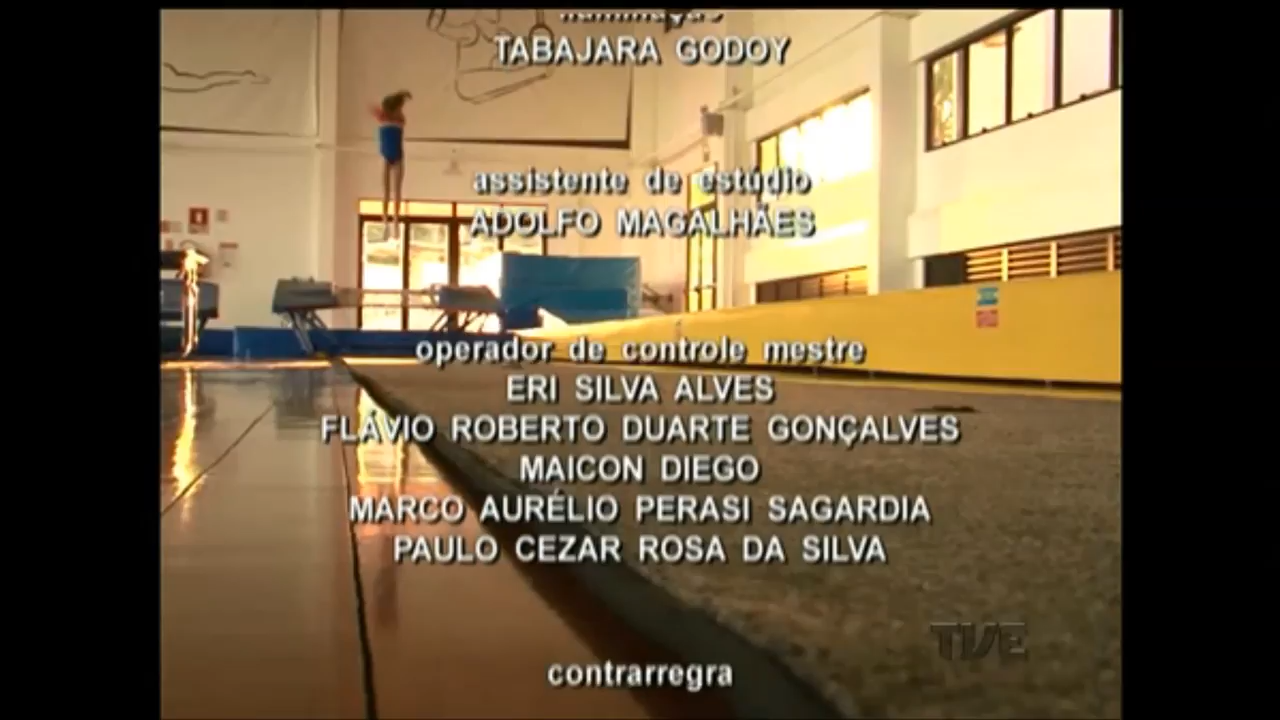 TABAJARA GODOY
assistente de estúdio
ADOLFO MAGALHÃES
operador de controle mestre
ERI SILVA ALVES
FLÁVIO ROBERTO DUARTE GONÇALVES
MAICON DIEGO
MARCO AURÉLIO PERASI SAGARDIA
PAULO CEZAR ROSA DA SILVA
TVE
contrarregra